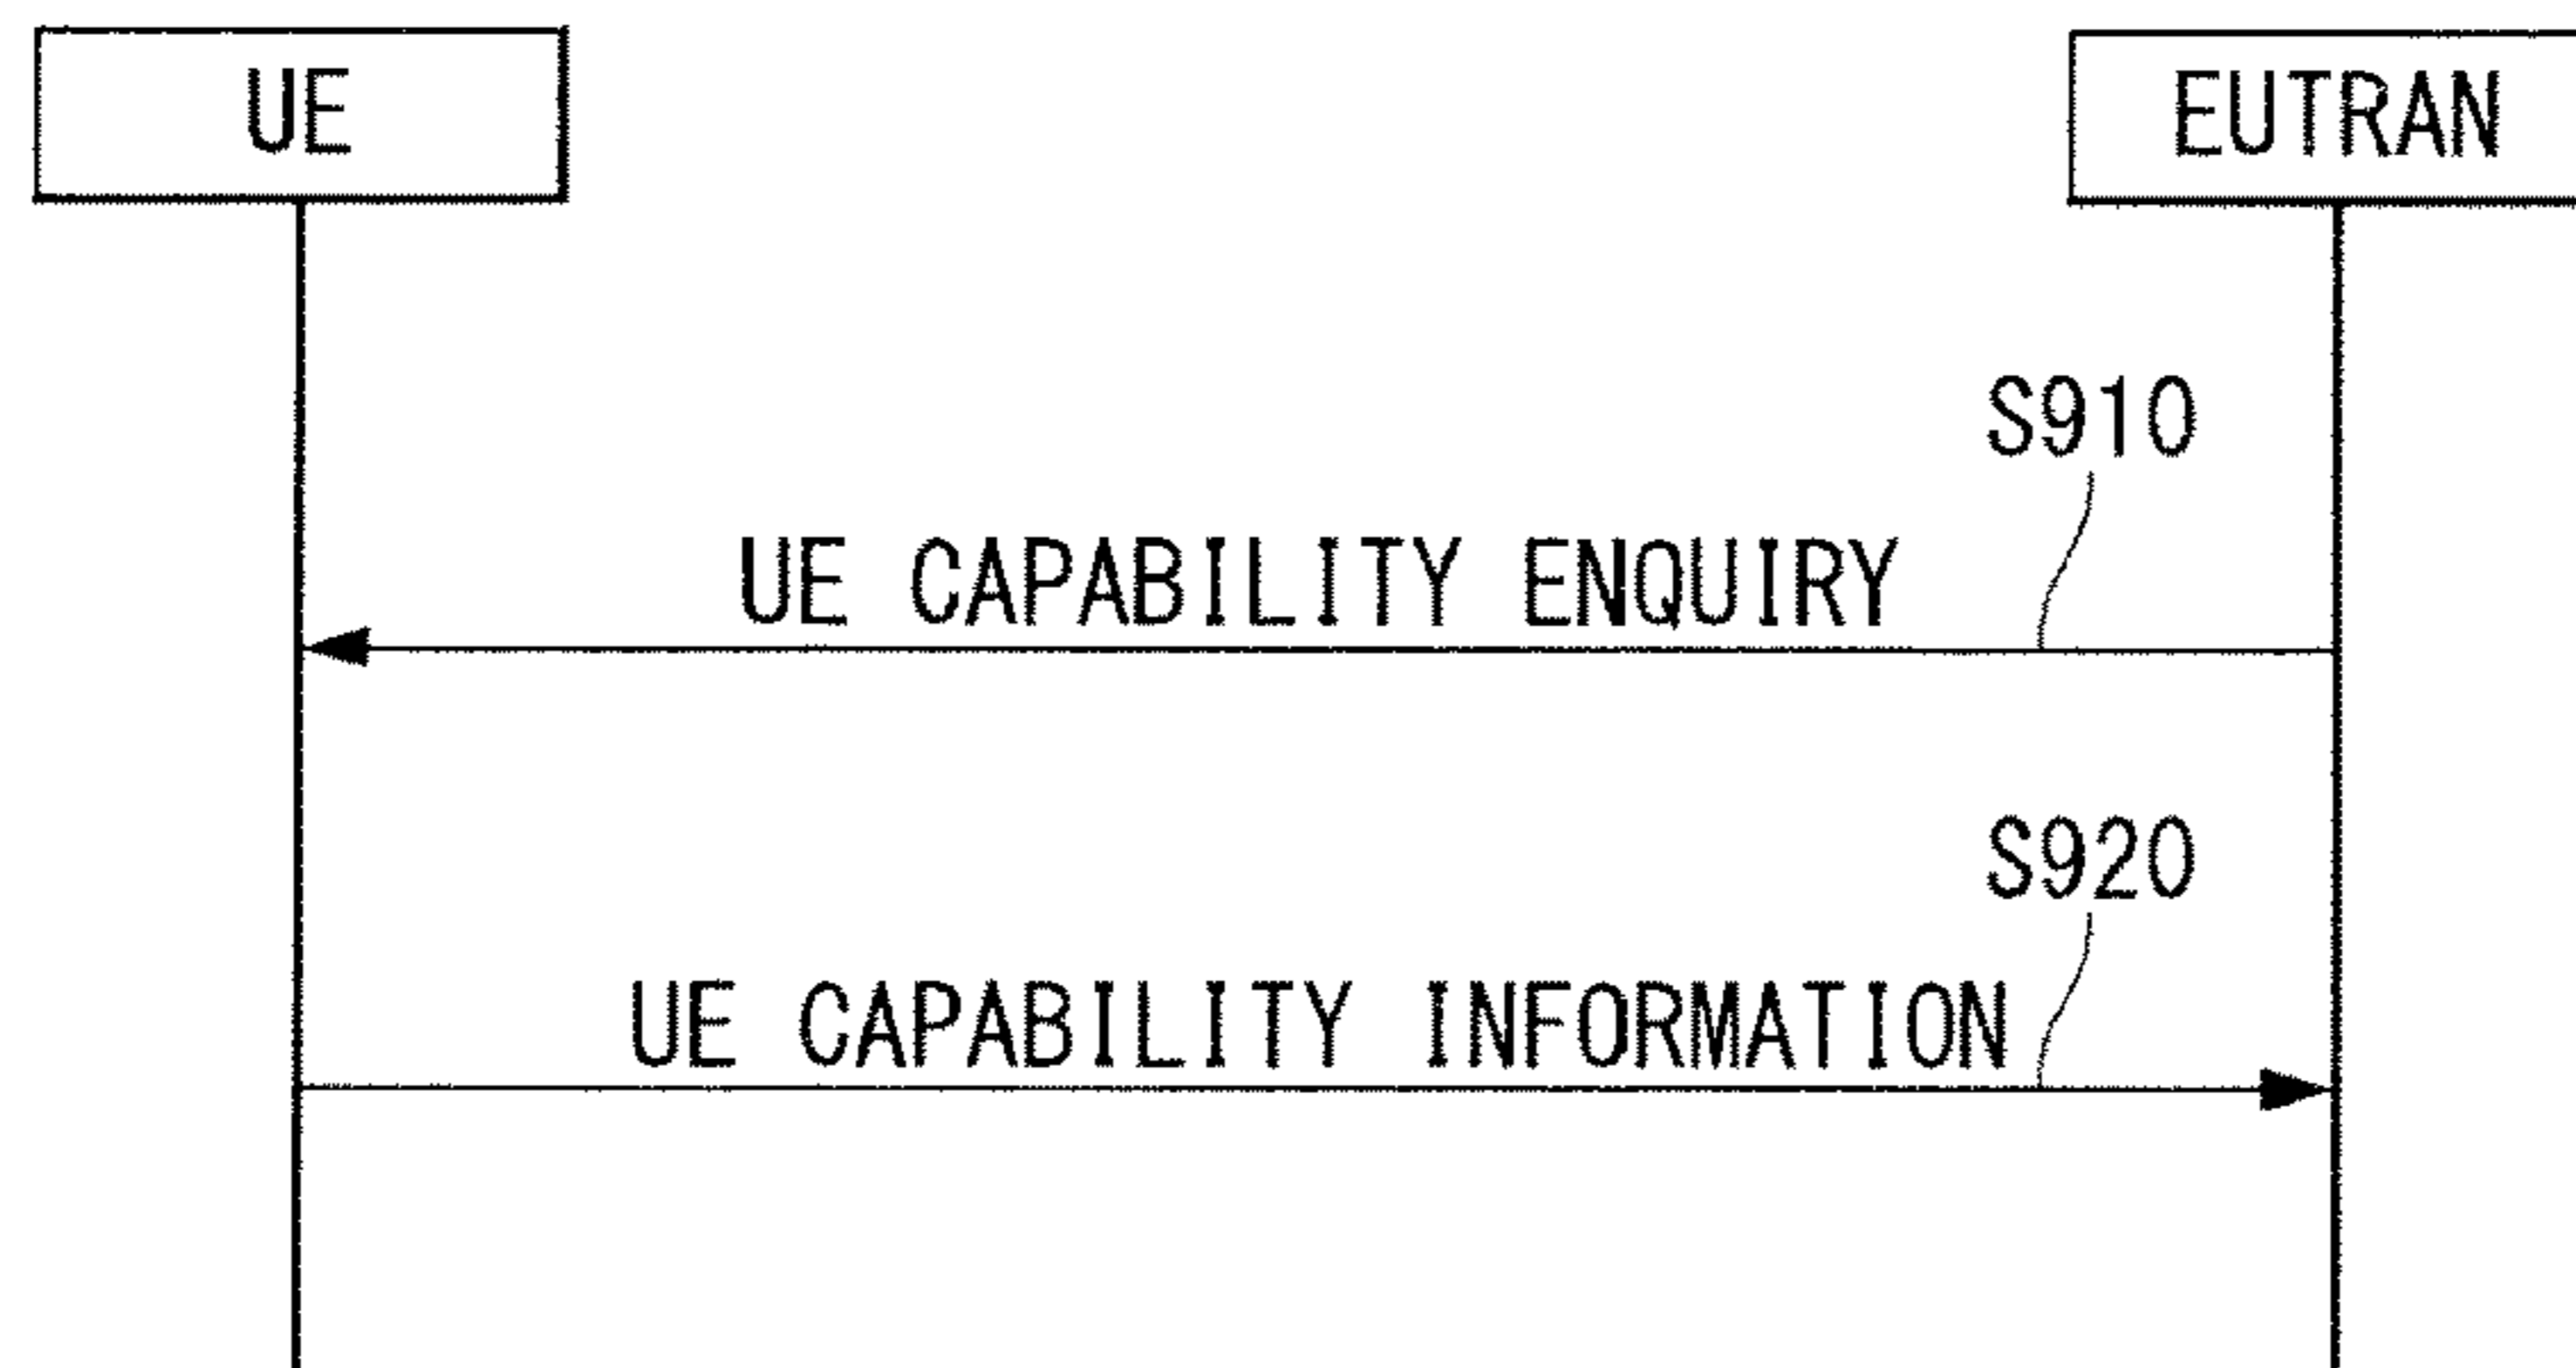 UE
EUTRAN
S910
UE CAPABILITY ENQUIRY
S920
UE CAPABILITY INFORMATION